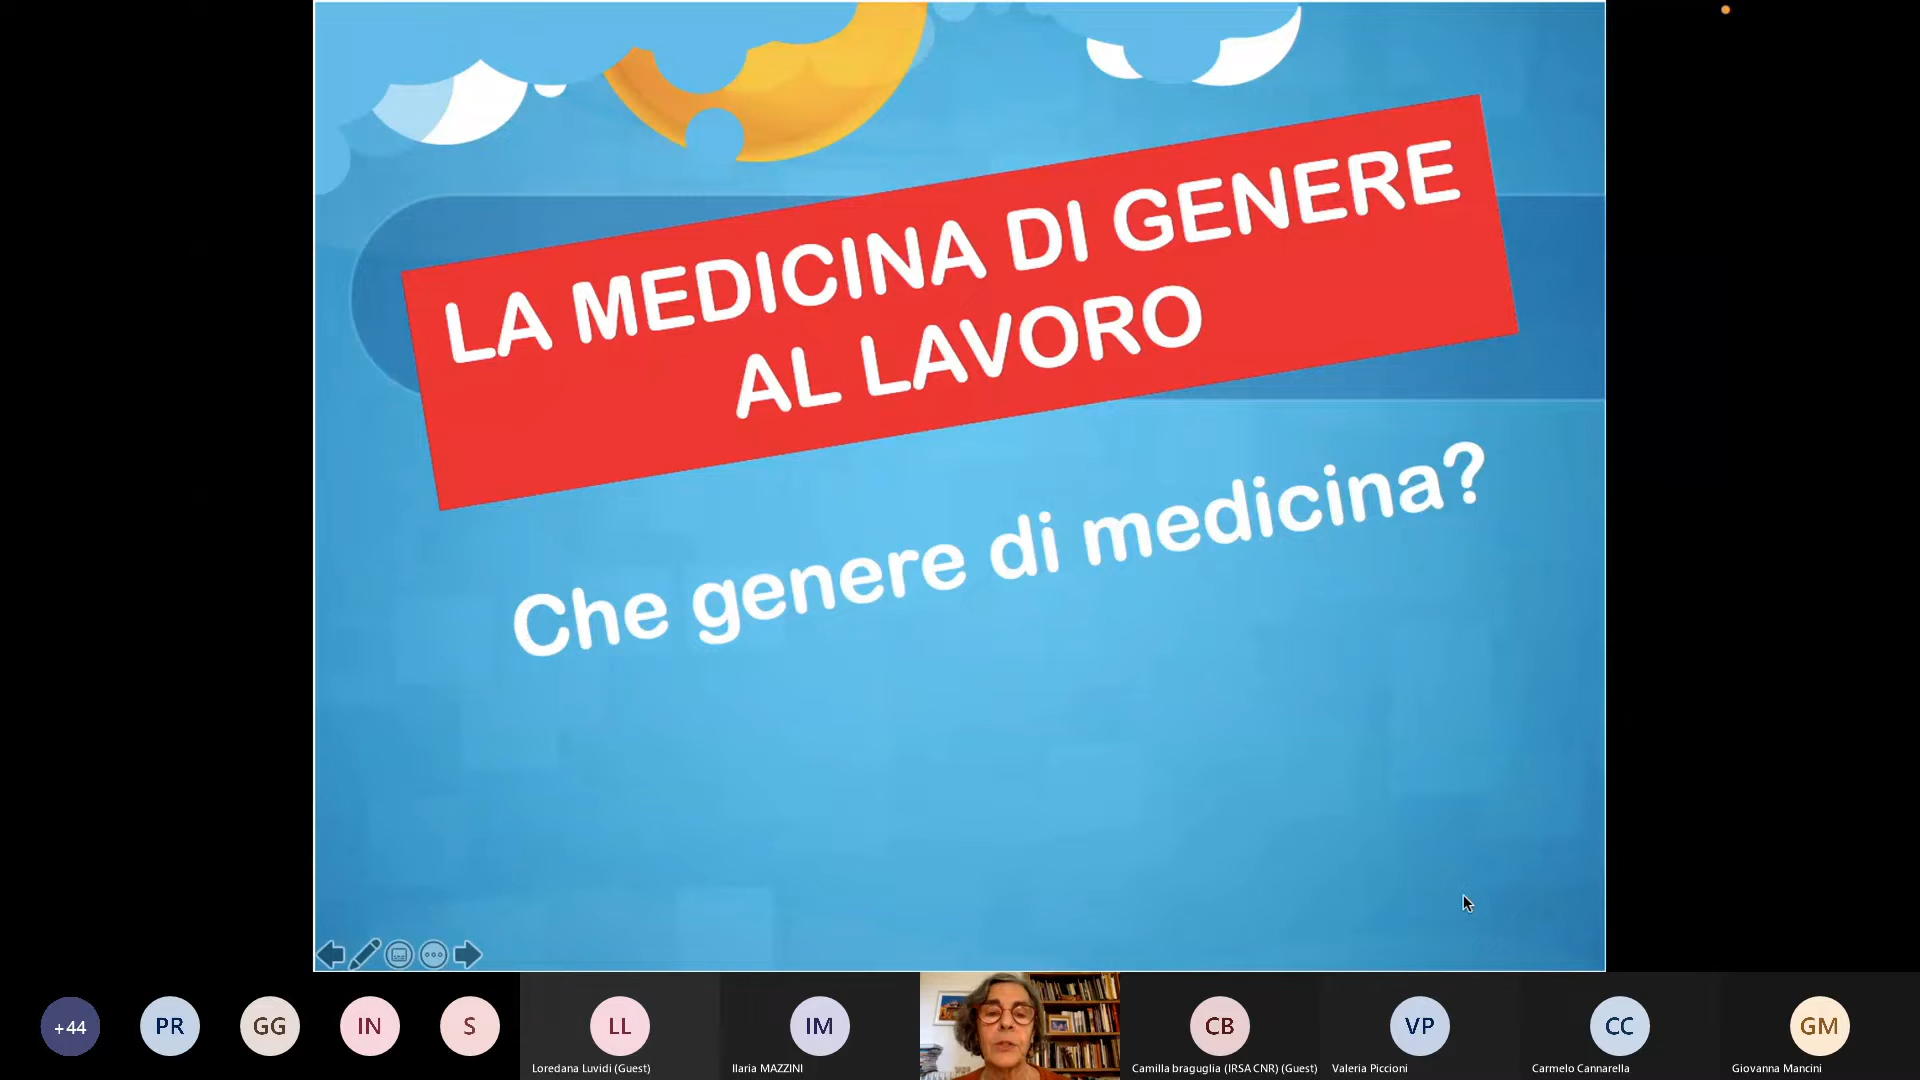 LA MEDICINA DI GENERE
AL LAVORO
Che genere di medicina?
+44
PR
GG
IN
S
LL
IM
CB
VP
CC
GM
Loredana Luvidi (Guest)
Ilaria MAZZINI
Camilla braguglia (IRSA CNR) (Guest)
Valeria Piccioni
Carmelo Cannarella
Giovanna Mancini